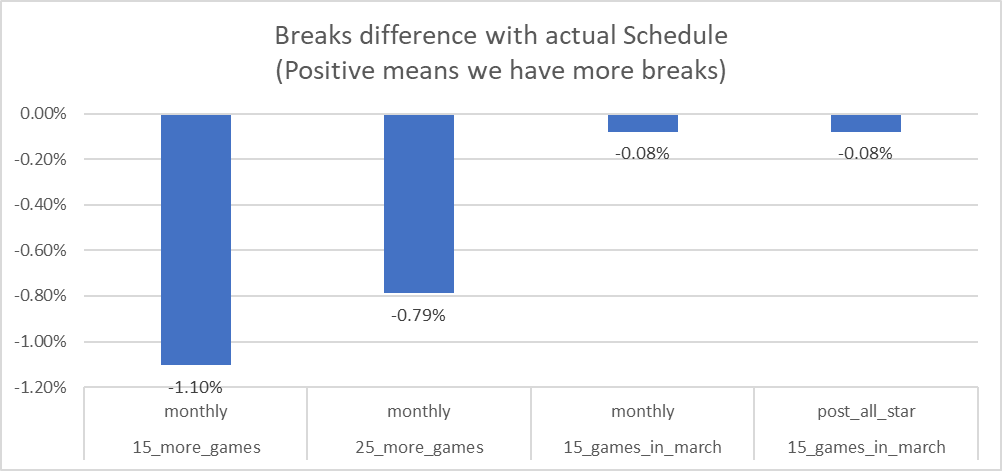 Breaks difference with actual Schedule
(Positive means we have more breaks)
0.00%
-0.20%
-0.40%
-0.60%
-0.80%
-1.00%
-1.20%
-1.10%
-0.79%
-0.08%
-0.08%
monthly
monthly
monthly
post_all_star
15_more_games
25_more_games
15_games_in_march
15_games_in_march